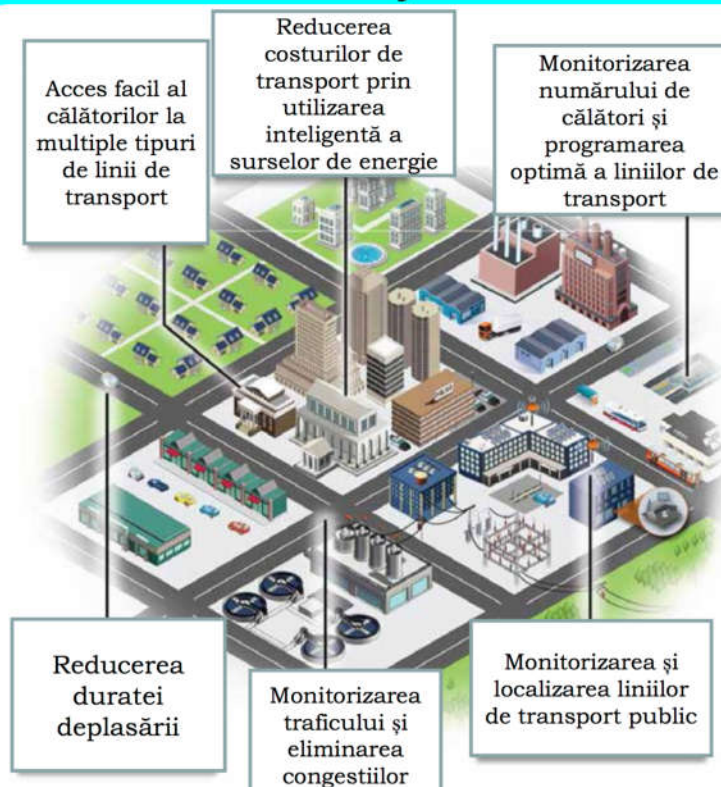 Acces facil al
călătorilor la
multiple tipuri
de linii de
transport
Reducerea
costurilor de
transport prin
utilizarea
inteligentă a
surselor de energie
Monitorizarea
numărului de
călători și
programarea
optimă a liniilor de
transport
Reducerea
duratei
deplasării
Monitorizarea
traficului și
eliminarea
congestiilor
Monitorizarea și
localizarea liniilor
de transport public